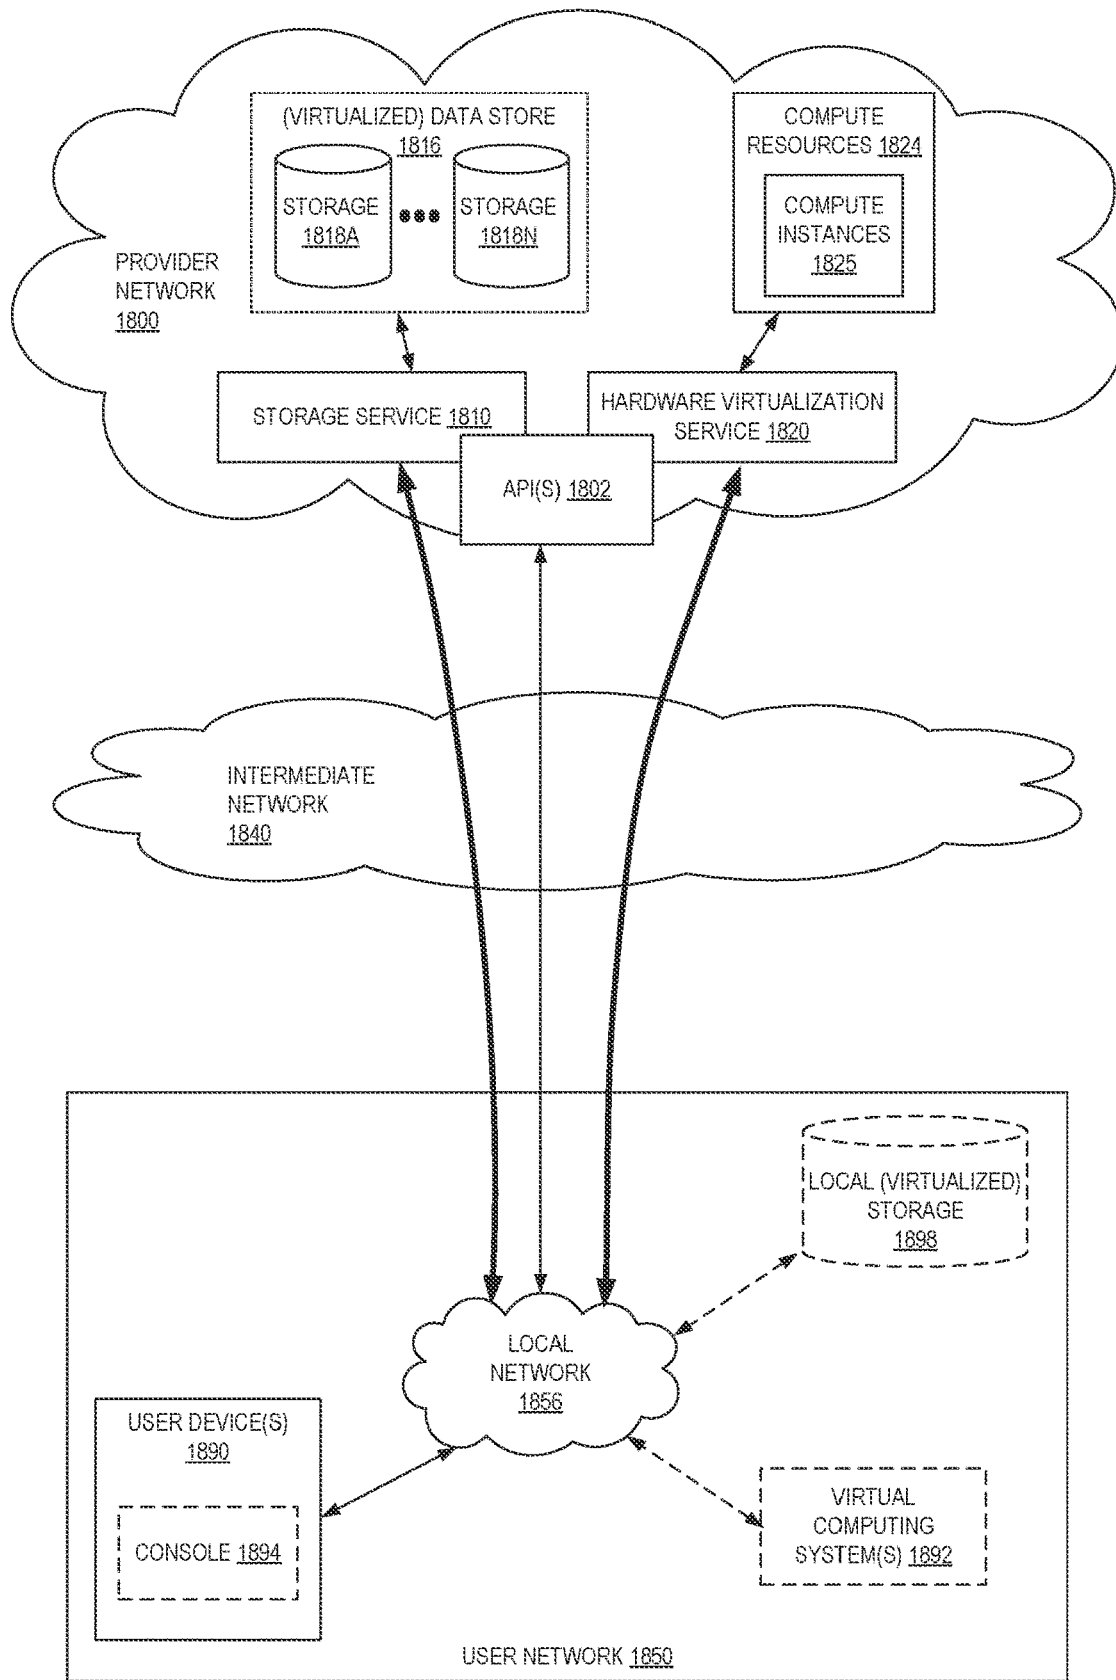 (VIRTUALIZED) DATA STORE
1816
STORAGE
1818A
STORAGE
1818N
COMPUTE
RESOURCES 1824
COMPUTE
INSTANCES
1825
PROVIDER
NETWORK
1800
STORAGE SERVICE 1810
HARDWARE VIRTUALIZATION
SERVICE 1820
API(S) 1802
INTERMEDIATE
NETWORK
1840
LOCAL (VIRTUALIZED)
STORAGE
1898
LOCAL
NETWORK
1856
USER DEVICE(S)
1890
CONSOLE 1894
VIRTUAL
COMPUTING
SYSTEM(S) 1892
USER NETWORK 1850